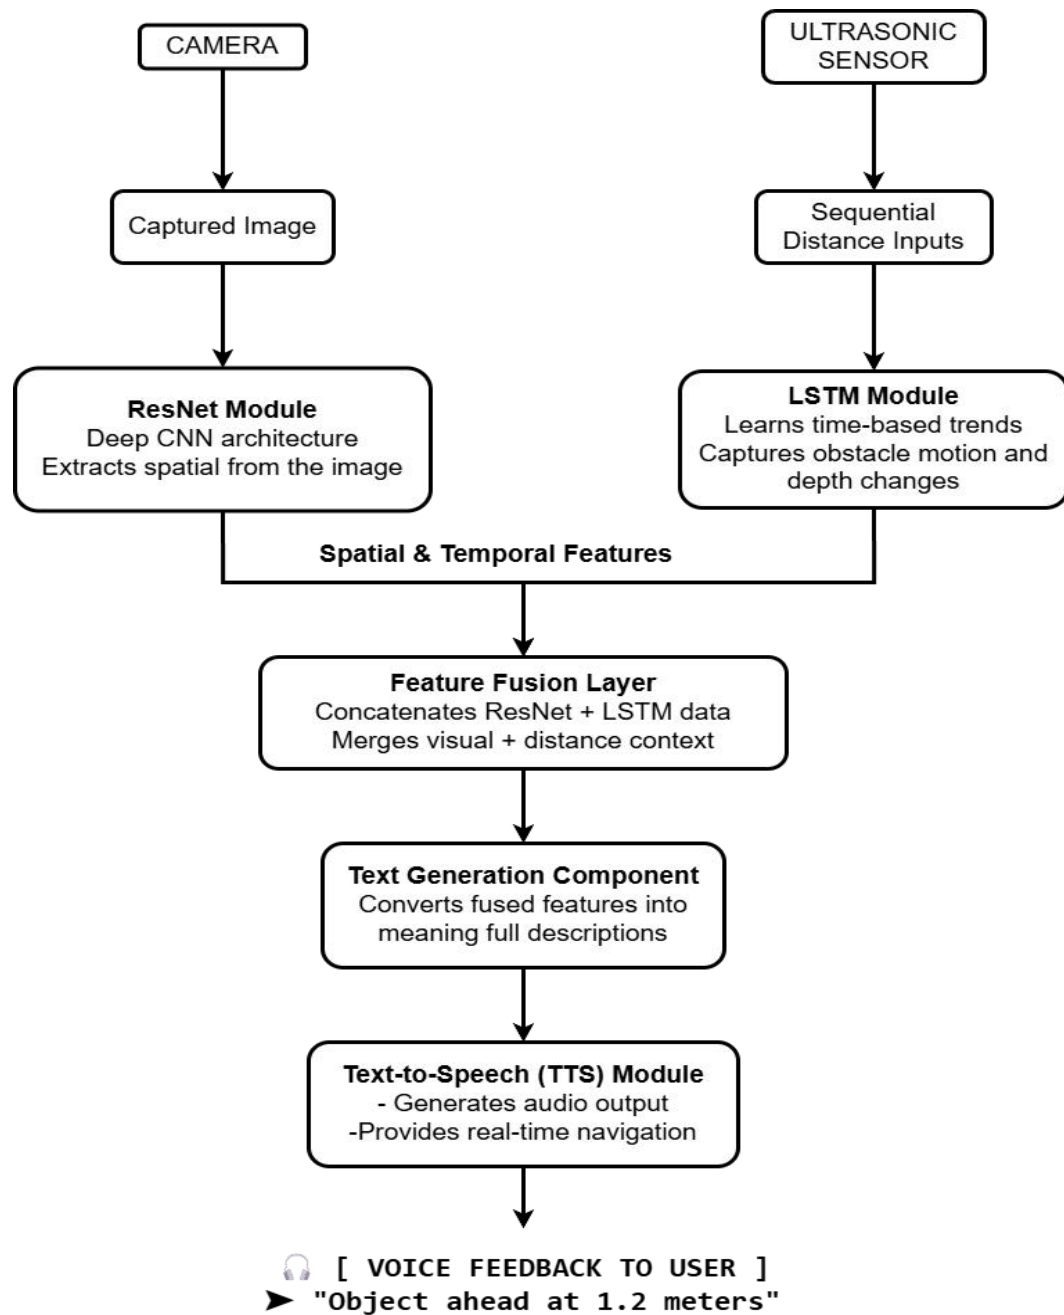 CAMERA
ULTRASONIC
SENSOR
Captured Image
Sequential
Distance Inputs
ResNet Module
Deep CNN architecture
Extracts spatial from the image
LSTM Module
Learns time-based trends
Captures obstacle motion and
depth changes
Spatial & Temporal Features
Feature Fusion Layer
Concatenates ResNet + LSTM data
Merges visual + distance context
Text Generation Component
Converts fused features into
meaning full descriptions
Text-to-Speech (TTS) Module
- Generates audio output
-Provides real-time navigation
🎧 [ VOICE FEEDBACK TO USER ]
➤ "Object ahead at 1.2 meters"